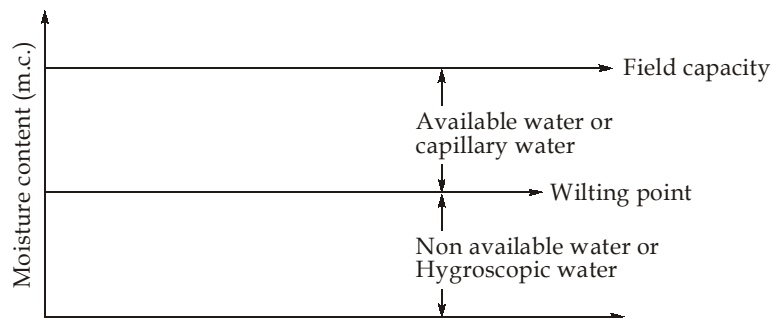 Moisture content (m.c.)
Field capacity
Available water or
capillary water
Wilting point
Non available water or
Hygroscopic water